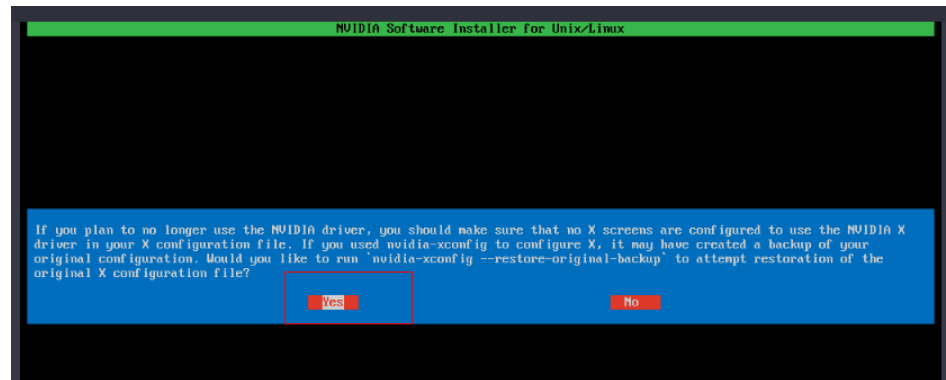 NVIDIA Software Installer for Unix/Linux
If you plan to no longer use the NVIDIA driver, you should make sure that no X screens are configured to use the NVIDIA X
driver in your X configuration file. If you used nvidia-xconfig to configure X, it may have created a backup of your
original configuration. Would you like to run `nvidia-xconfig --restore-original-backup` to attempt restoration of the
original X configuration file?
Yes No